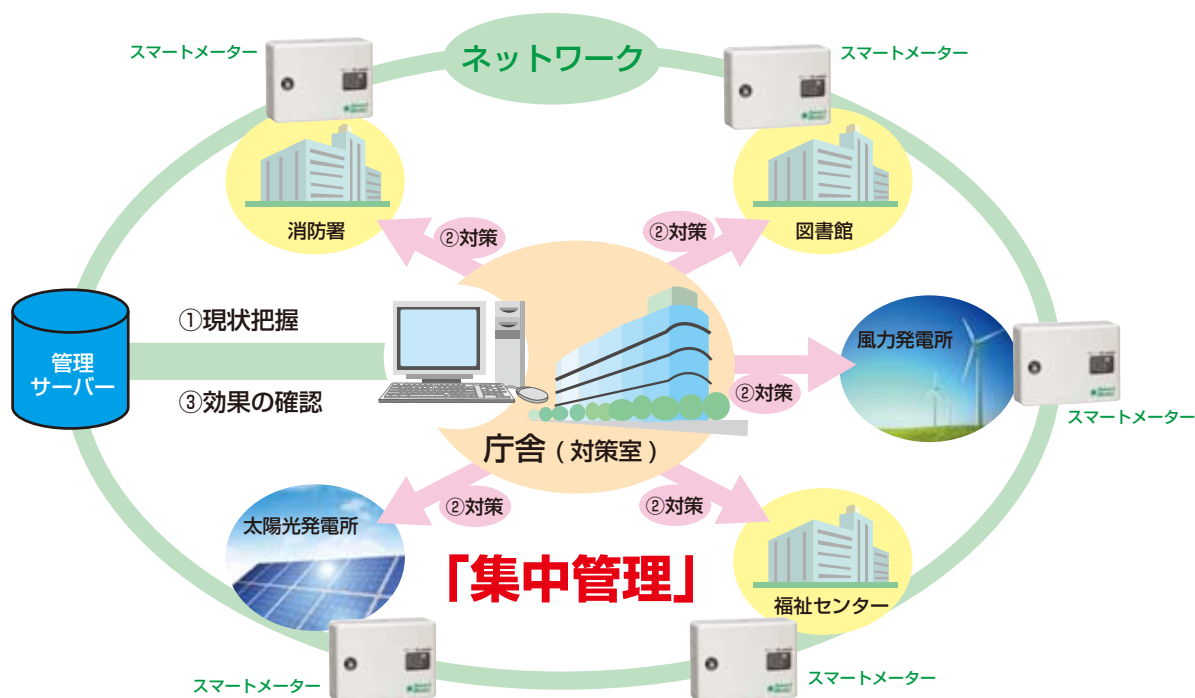 スマートメーター
ネットワーク
スマートメーター
消防署
②対策
②対策
図書館
①現状把握
管理
サーバー
③効果の確認
風力発電所
②対策
スマートメーター
庁舎(対策室)
太陽光発電所
②対策
②対策
「集中管理」
福祉センター
スマートメーター
スマートメーター